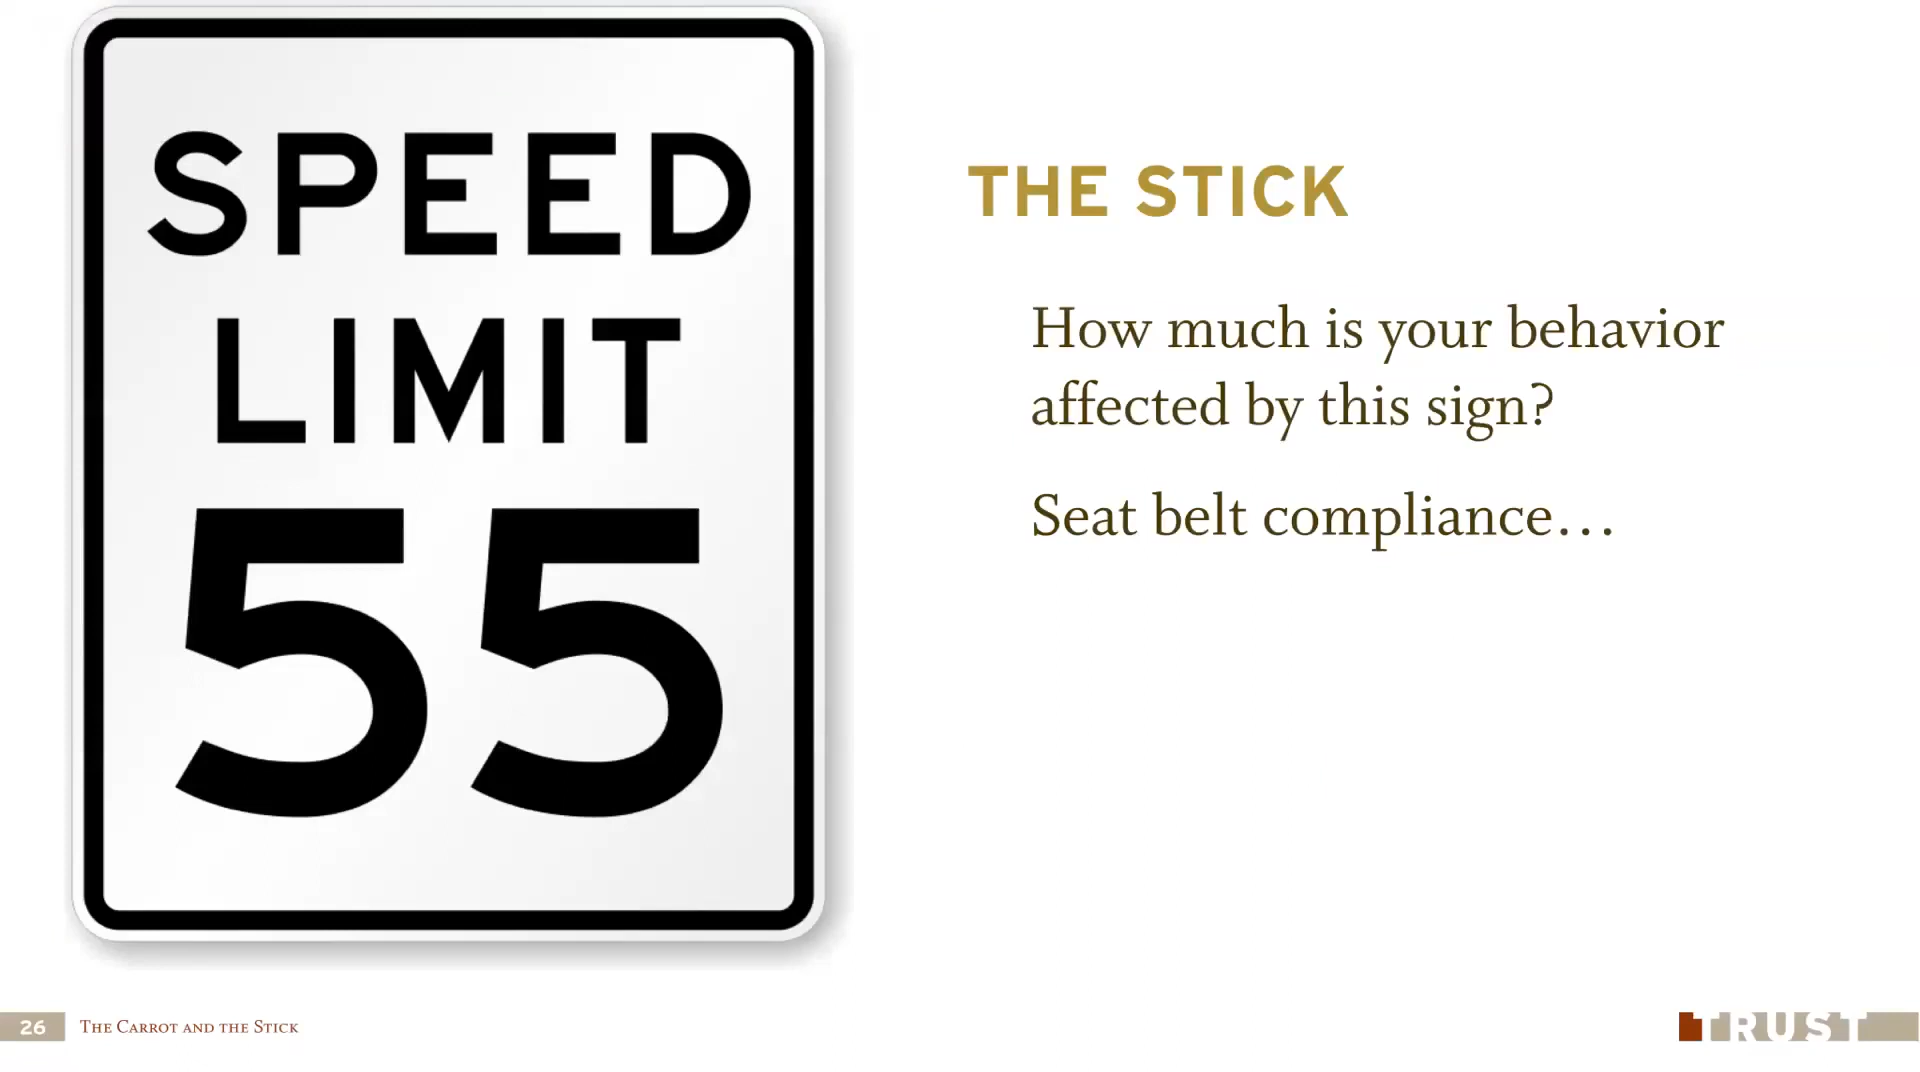 SPEED
LIMIT
55
THE STICK
How much is your behavior
affected by this sign?
Seat belt compliance…
26 The Carrot and the Stick
TRUST